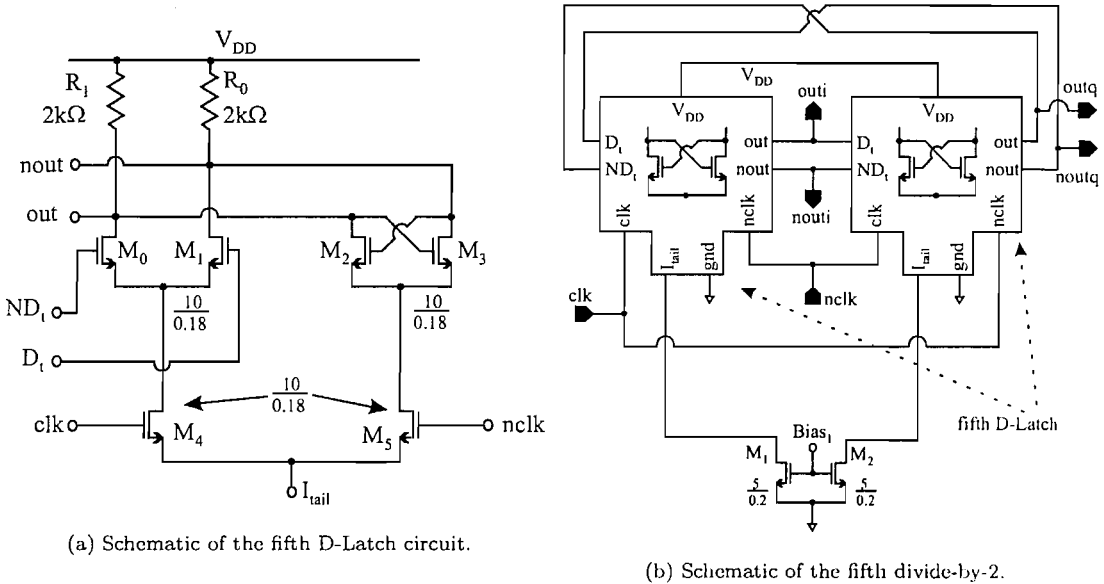 V_DD
R_1
2kΩ
R_0
2kΩ
nout
out
M_0
M_1
M_2
M_3
ND_t
10/0.18
10/0.18
D_t
10/0.18
clk
M_4
M_5
nclk
I_tail
(a) Schematic of the fifth D-Latch circuit.
V_DD
outi
outq
V_DD
V_DD
D_t
out
D_t
out
ND_t
nout
ND_t
nout
noutq
nouti
clk
nclk
clk
nclk
I_tail
gnd
I_tail
gnd
clk
nclk
fifth D-Latch
Bias_1
M_1
M_2
5/0.2
5/0.2
(b) Schematic of the fifth divide-by-2.